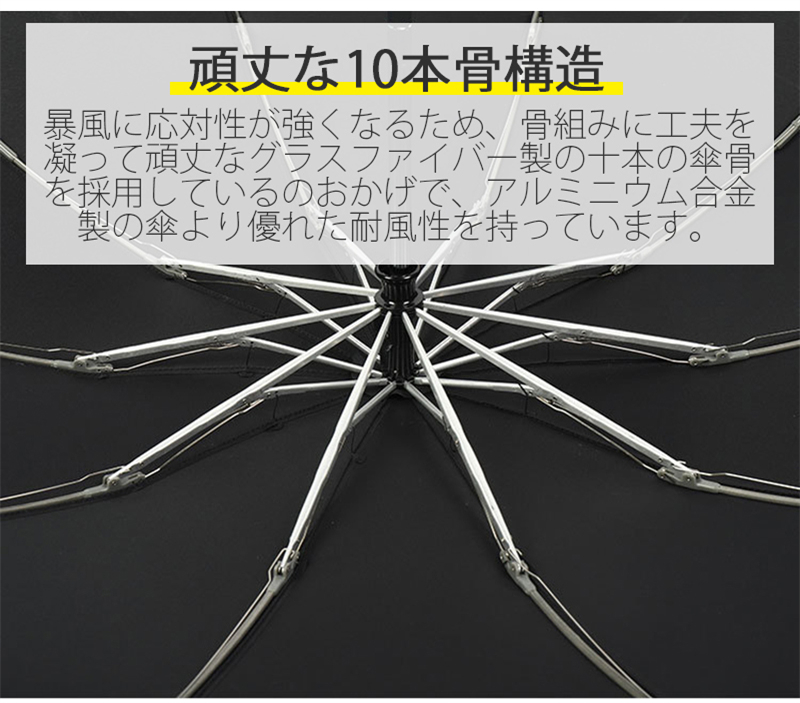 頑丈な10本骨構造
暴風に応対性が強くなるため、骨組みに工夫を
凝って頑丈なグラスファイバー製の十本の傘骨
を採用しているのおかげで、アルミニウム合金
製の傘より優れた耐風性を持っています。